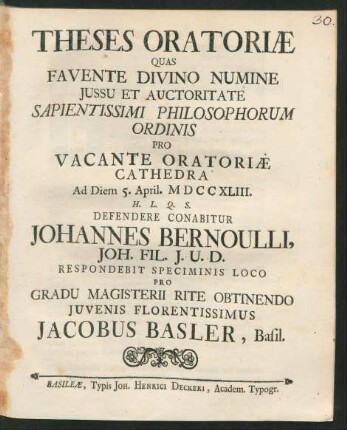 30.
THESES ORATORIÆ
QUAS
FAVENTE DIVINO NUMINE
JUSSU ET AUCTORITATE
SAPIENTISSIMI PHILOSOPHORUM
ORDINIS
PRO
VACANTE ORATORIÆ
CATHEDRA
Ad Diem 5. April. MDCCXLIII.
H. L. Q. S.
DEFENDERE CONABITUR
JOHANNES BERNOULLI,
JOH. FIL. J. U. D.
RESPONDEBIT SPECIMINIS LOCO
PRO
GRADU MAGISTERII RITE OBTINENDO
JUVENIS FLORENTISSIMUS
JACOBUS BASLER, Basil.
BASILEÆ, Typis Joh. Henrici Deckeri, Academ. Typogr.